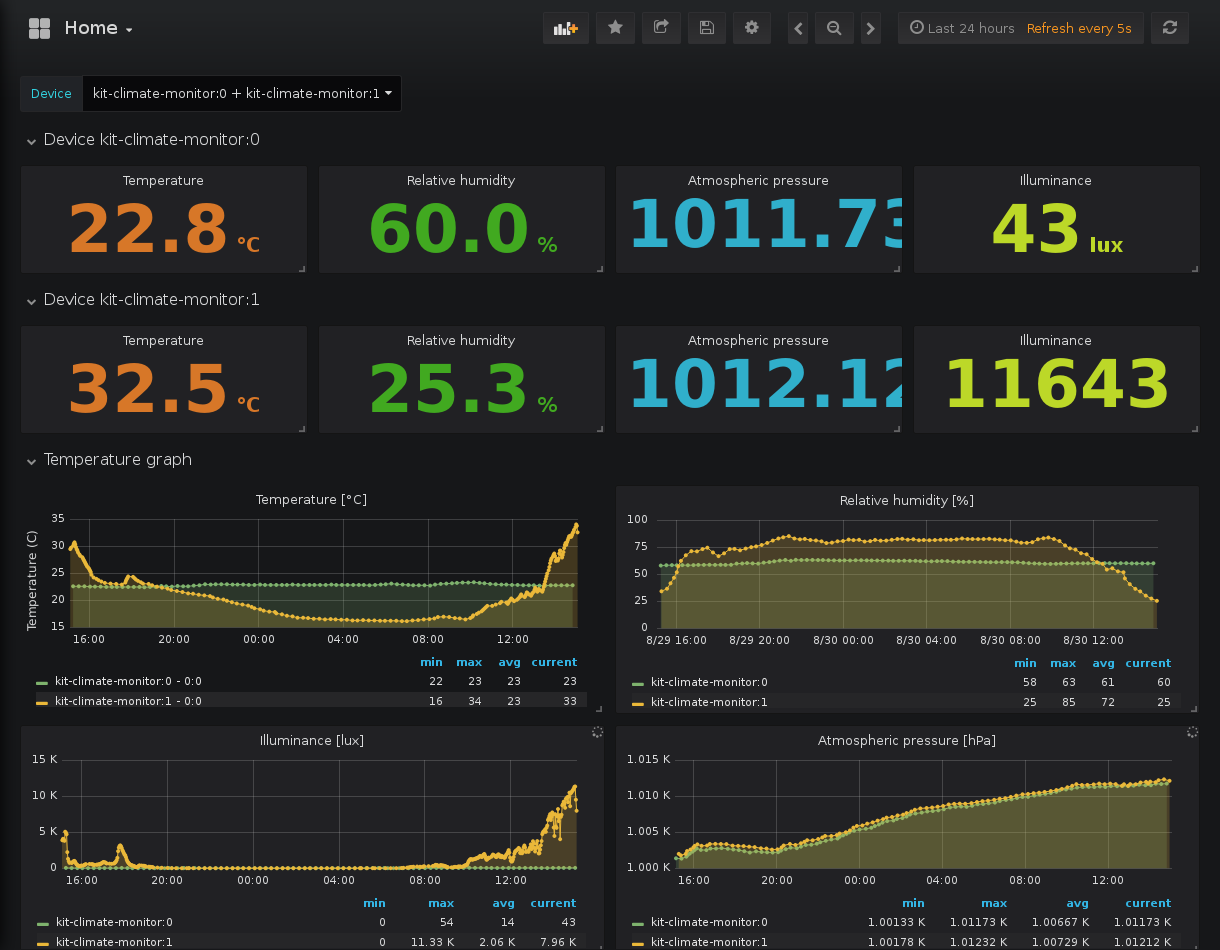 Home
Last 24 hours Refresh every 5s
Device kit-climate-monitor:0 + kit-climate-monitor:1
Device kit-climate-monitor:0
Temperature Relative humidity Atmospheric pressure Illuminance
22.8 °C 60.0 % 1011.73 43 lux
Device kit-climate-monitor:1
Temperature Relative humidity Atmospheric pressure Illuminance
32.5 °C 25.3 % 1012.12 11643
Temperature graph
Temperature [°C]
Temperature (C)
35
30
25
20
15
16:00 20:00 00:00 04:00 08:00 12:00
min max avg current
kit-climate-monitor:0 - 0:0 22 23 23 23
kit-climate-monitor:1 - 0:0 16 34 23 33
Relative humidity [%]
100
75
50
25
0
8/29 16:00 8/29 20:00 8/30 00:00 8/30 04:00 8/30 08:00 8/30 12:00
min max avg current
kit-climate-monitor:0 58 63 61 60
kit-climate-monitor:1 25 85 72 25
Illuminance [lux]
15 K
10 K
5 K
0
16:00 20:00 00:00 04:00 08:00 12:00
min max avg current
kit-climate-monitor:0 0 54 14 43
kit-climate-monitor:1 0 11.33 K 2.06 K 7.96 K
Atmospheric pressure [hPa]
1.015 K
1.010 K
1.005 K
1.000 K
16:00 20:00 00:00 04:00 08:00 12:00
min max avg current
kit-climate-monitor:0 1.00133 K 1.01173 K 1.00667 K 1.01173 K
kit-climate-monitor:1 1.00178 K 1.01232 K 1.00729 K 1.01212 K